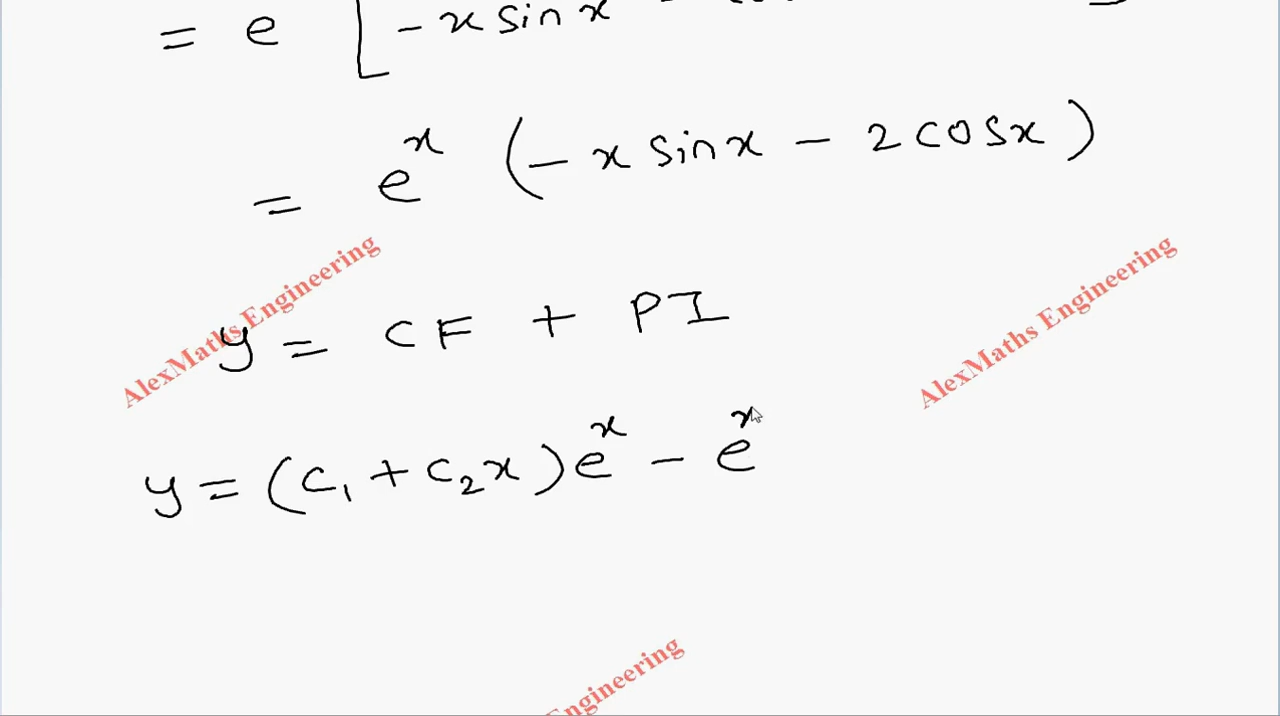 = e [ - x sin x -
= e^x (- x sin x - 2 cos x)
AlexMaths Engineering
AlexMaths Engineering
y = CF + PI
y = (c₁ + c₂x)e^x - e^x
Engineering